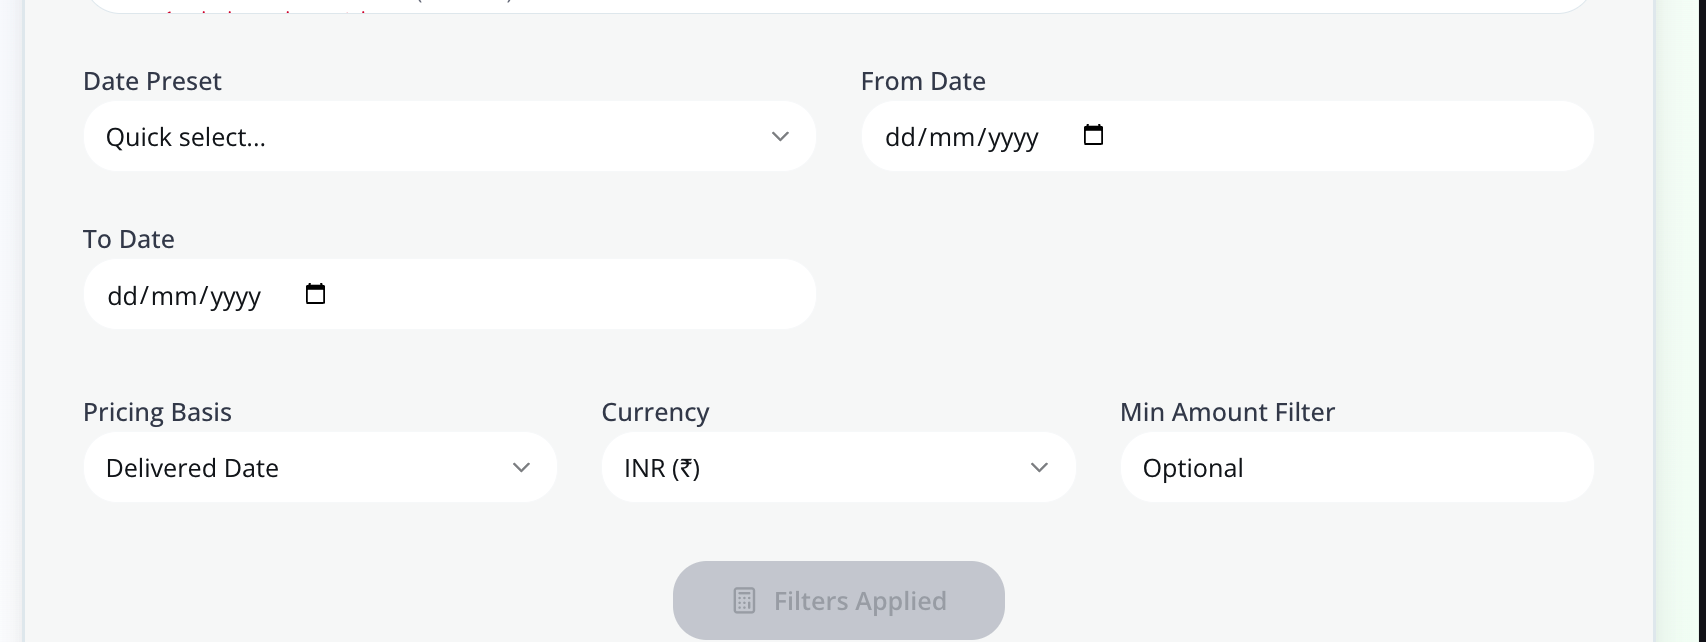 Date Preset
From Date
Quick select...
dd/mm/yyyy
To Date
dd/mm/yyyy
Pricing Basis
Currency
Min Amount Filter
Delivered Date
INR (₹)
Optional
Filters Applied